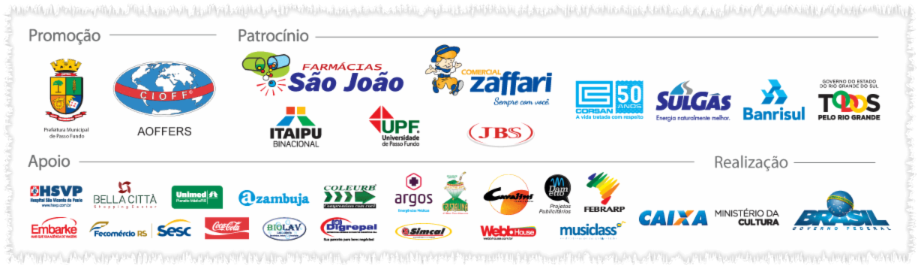 Promoção
Patrocínio
Prefeitura Municipal
de Passo Fundo
CIOFF
AOFFERS
FARMÁCIAS
São João
COMERCIAL
zaffari
Sempre com você
CORSAN
50
ANOS
A vida tratada com respeito
SULGÁS
Energia naturalmente melhor.
Banrisul
GOVERNO DO ESTADO
DO RIO GRANDE DO SUL
TODOS
PELO RIO GRANDE
ITAIPU
BINACIONAL
UPF
Universidade
de Passo Fundo
JBS
Apoio
Realização
HSVP
Hospital São Vicente de Paulo
BELLA CITTÀ
Shopping Center
Unimed
azambuja
COLEURB
argos
Projetos
Publicitários
FEBRARP
Embarke
Fecomércio RS
Sesc
Coca-Cola
BIOLAV
Digrepal
Simcal
WebbHouse
musiclass
CAIXA
MINISTÉRIO DA
CULTURA
BRASIL
GOVERNO FEDERAL